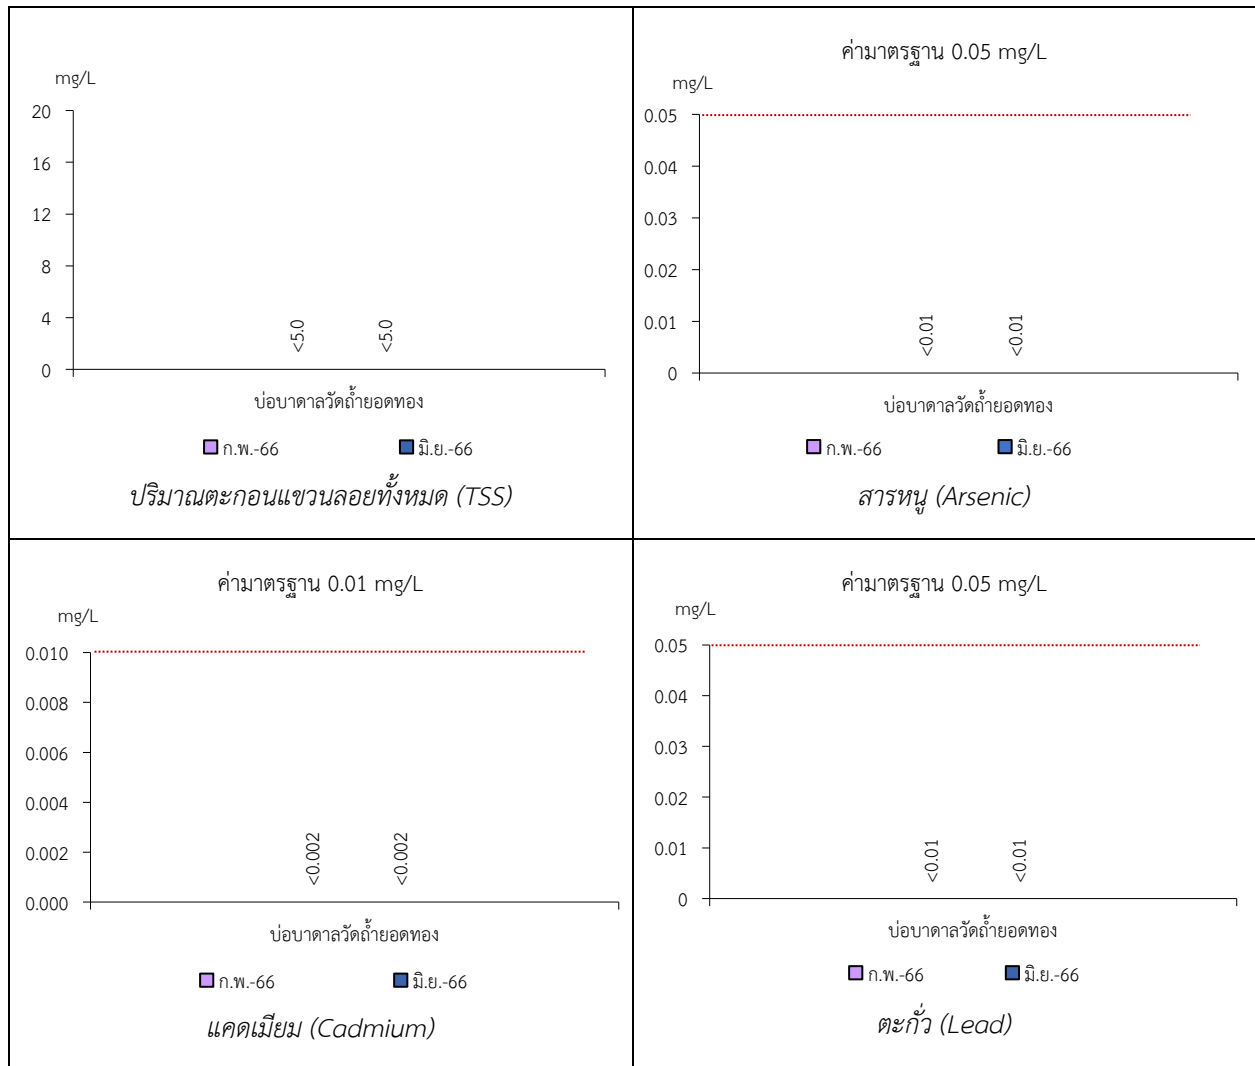 mg/L
20
16
12
8
4
0
<5.0
<5.0
บ่อบาดาลวัดถ้ำยอดทอง
ก.พ.-66
มิ.ย.-66
ปริมาณตะกอนแขวนลอยทั้งหมด (TSS)
ค่ามาตรฐาน 0.05 mg/L
mg/L
0.05
0.04
0.03
0.02
0.01
0
<0.01
<0.01
บ่อบาดาลวัดถ้ำยอดทอง
ก.พ.-66
มิ.ย.-66
สารหนู (Arsenic)
ค่ามาตรฐาน 0.01 mg/L
mg/L
0.010
0.008
0.006
0.004
0.002
0.000
<0.002
<0.002
บ่อบาดาลวัดถ้ำยอดทอง
ก.พ.-66
มิ.ย.-66
แคดเมียม (Cadmium)
ค่ามาตรฐาน 0.05 mg/L
mg/L
0.05
0.04
0.03
0.02
0.01
0
<0.01
<0.01
บ่อบาดาลวัดถ้ำยอดทอง
ก.พ.-66
มิ.ย.-66
ตะกั่ว (Lead)